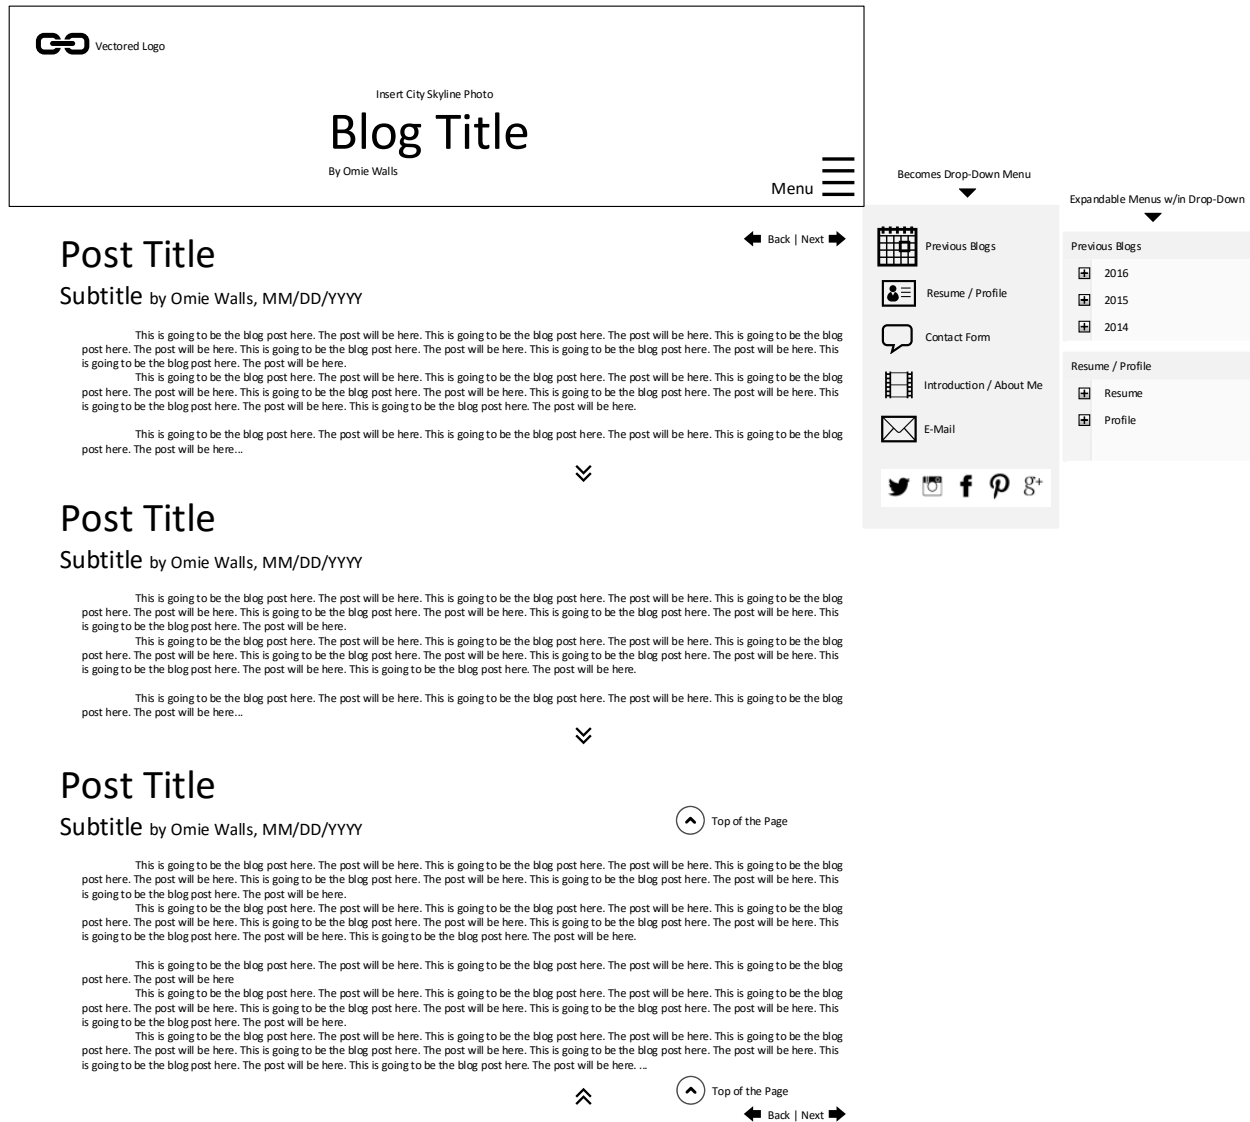 Vectored Logo
Insert City Skyline Photo
Blog Title
By Omie Walls
Menu
Becomes Drop-Down Menu
Expandable Menus w/in Drop-Down
Previous Blogs
Resume / Profile
Contact Form
Introduction / About Me
E-Mail
g+
Previous Blogs
2016
2015
2014
Resume / Profile
Resume
Profile
Back | Next
Post Title
Subtitle by Omie Walls, MM/DD/YYYY
This is going to be the blog post here. The post will be here. This is going to be the blog post here. The post will be here. This is going to be the blog
post here. The post will be here. This is going to be the blog post here. The post will be here. This is going to be the blog post here. The post will be here. This
is going to be the blog post here. The post will be here.
This is going to be the blog post here. The post will be here. This is going to be the blog post here. The post will be here. This is going to be the blog
post here. The post will be here. This is going to be the blog post here. The post will be here. This is going to be the blog post here. The post will be here. This
is going to be the blog post here. The post will be here. This is going to be the blog post here. The post will be here.
This is going to be the blog post here. The post will be here. This is going to be the blog post here. The post will be here. This is going to be the blog
post here. The post will be here...
Post Title
Subtitle by Omie Walls, MM/DD/YYYY
This is going to be the blog post here. The post will be here. This is going to be the blog post here. The post will be here. This is going to be the blog
post here. The post will be here. This is going to be the blog post here. The post will be here. This is going to be the blog post here. The post will be here. This
is going to be the blog post here. The post will be here.
This is going to be the blog post here. The post will be here. This is going to be the blog post here. The post will be here. This is going to be the blog
post here. The post will be here. This is going to be the blog post here. The post will be here. This is going to be the blog post here. The post will be here. This
is going to be the blog post here. The post will be here. This is going to be the blog post here. The post will be here.
This is going to be the blog post here. The post will be here. This is going to be the blog post here. The post will be here. This is going to be the blog
post here. The post will be here...
Post Title
Subtitle by Omie Walls, MM/DD/YYYY
Top of the Page
This is going to be the blog post here. The post will be here. This is going to be the blog post here. The post will be here. This is going to be the blog
post here. The post will be here. This is going to be the blog post here. The post will be here. This is going to be the blog post here. The post will be here. This
is going to be the blog post here. The post will be here.
This is going to be the blog post here. The post will be here. This is going to be the blog post here. The post will be here. This is going to be the blog
post here. The post will be here. This is going to be the blog post here. The post will be here. This is going to be the blog post here. The post will be here. This
is going to be the blog post here. The post will be here. This is going to be the blog post here. The post will be here.
This is going to be the blog post here. The post will be here. This is going to be the blog post here. The post will be here. This is going to be the blog
post here. The post will be here
This is going to be the blog post here. The post will be here. This is going to be the blog post here. The post will be here. This is going to be the blog
post here. The post will be here. This is going to be the blog post here. The post will be here. This is going to be the blog post here. The post will be here. This
is going to be the blog post here. The post will be here.
This is going to be the blog post here. The post will be here. This is going to be the blog post here. The post will be here. This is going to be the blog
post here. The post will be here. This is going to be the blog post here. The post will be here. This is going to be the blog post here. The post will be here. This
is going to be the blog post here. The post will be here. This is going to be the blog post here. The post will be here. ...
Top of the Page
Back | Next